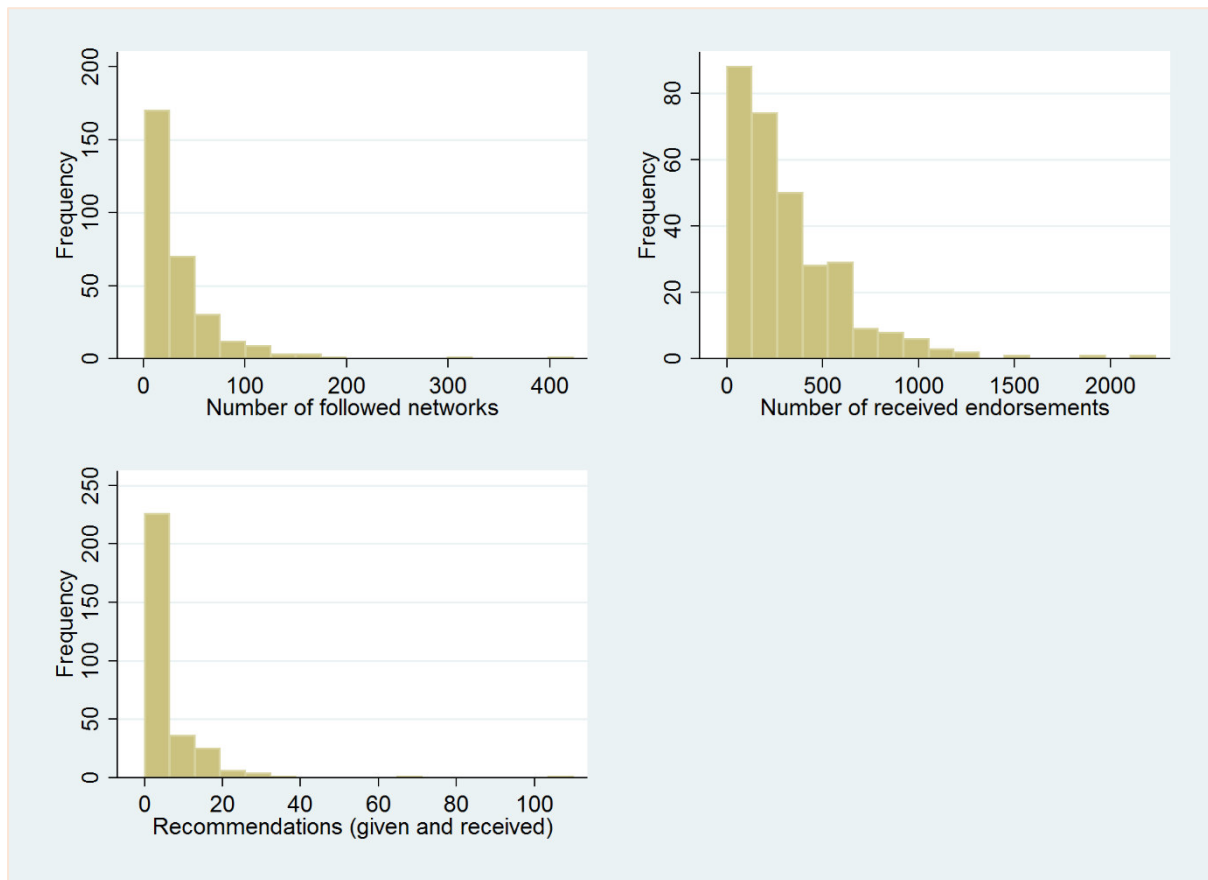 Frequency
200
150
100
50
0
0 100 200 300 400
Number of followed networks
Frequency
80
60
40
20
0
0 500 1000 1500 2000
Number of received endorsements
Frequency
250
200
150
100
50
0
0 20 40 60 80 100
Recommendations (given and received)